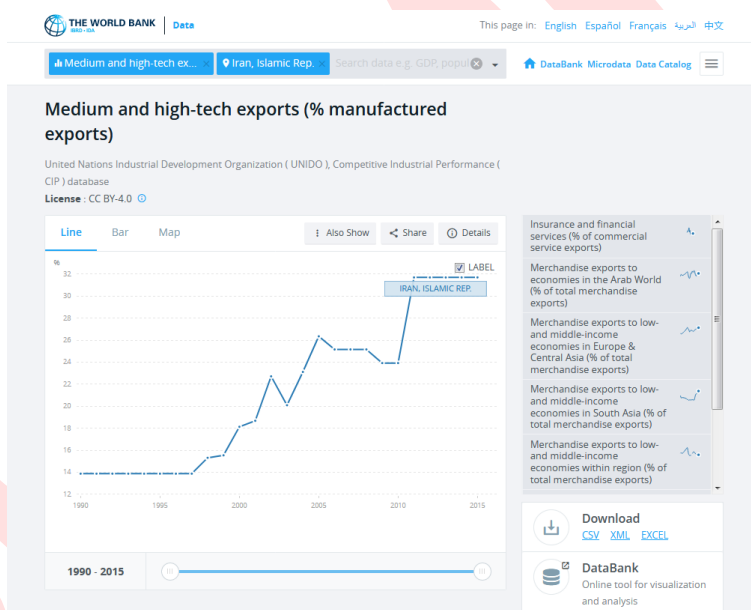 THE WORLD BANK
IBRD • IDA
Data
This page in: English Español Français العربية 中文
Medium and high-tech ex... × Iran, Islamic Rep. × Search data e.g. GDP, popul
DataBank Microdata Data Catalog
Medium and high-tech exports (% manufactured
exports)
United Nations Industrial Development Organization ( UNIDO ), Competitive Industrial Performance (
CIP ) database
License : CC BY-4.0
Line Bar Map Also Show Share Details
%
LABEL
IRAN, ISLAMIC REP.
32
30
28
26
24
22
20
18
16
14
12
1990 1995 2000 2005 2010 2015
1990 - 2015
Insurance and financial
services (% of commercial
service exports)
Merchandise exports to
economies in the Arab World
(% of total merchandise
exports)
Merchandise exports to low-
and middle-income
economies in Europe &
Central Asia (% of total
merchandise exports)
Merchandise exports to low-
and middle-income
economies in South Asia (% of
total merchandise exports)
Merchandise exports to low-
and middle-income
economies within region (% of
total merchandise exports)
Download
CSV XML EXCEL
DataBank
Online tool for visualization
and analysis